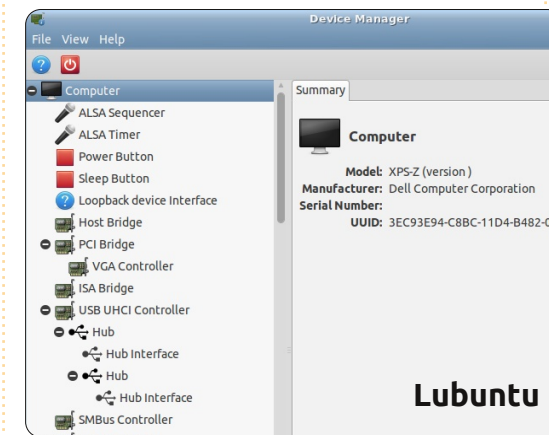 Device Manager
File View Help
Computer
ALSA Sequencer
ALSA Timer
Power Button
Sleep Button
Loopback device Interface
Host Bridge
PCI Bridge
VGA Controller
ISA Bridge
USB UHCI Controller
Hub
Hub Interface
Hub
Hub Interface
SMBus Controller
Summary
Computer
Model: XPS-Z (version )
Manufacturer: Dell Computer Corporation
Serial Number:
UUID: 3EC93E94-C8BC-11D4-B482-0
Lubuntu